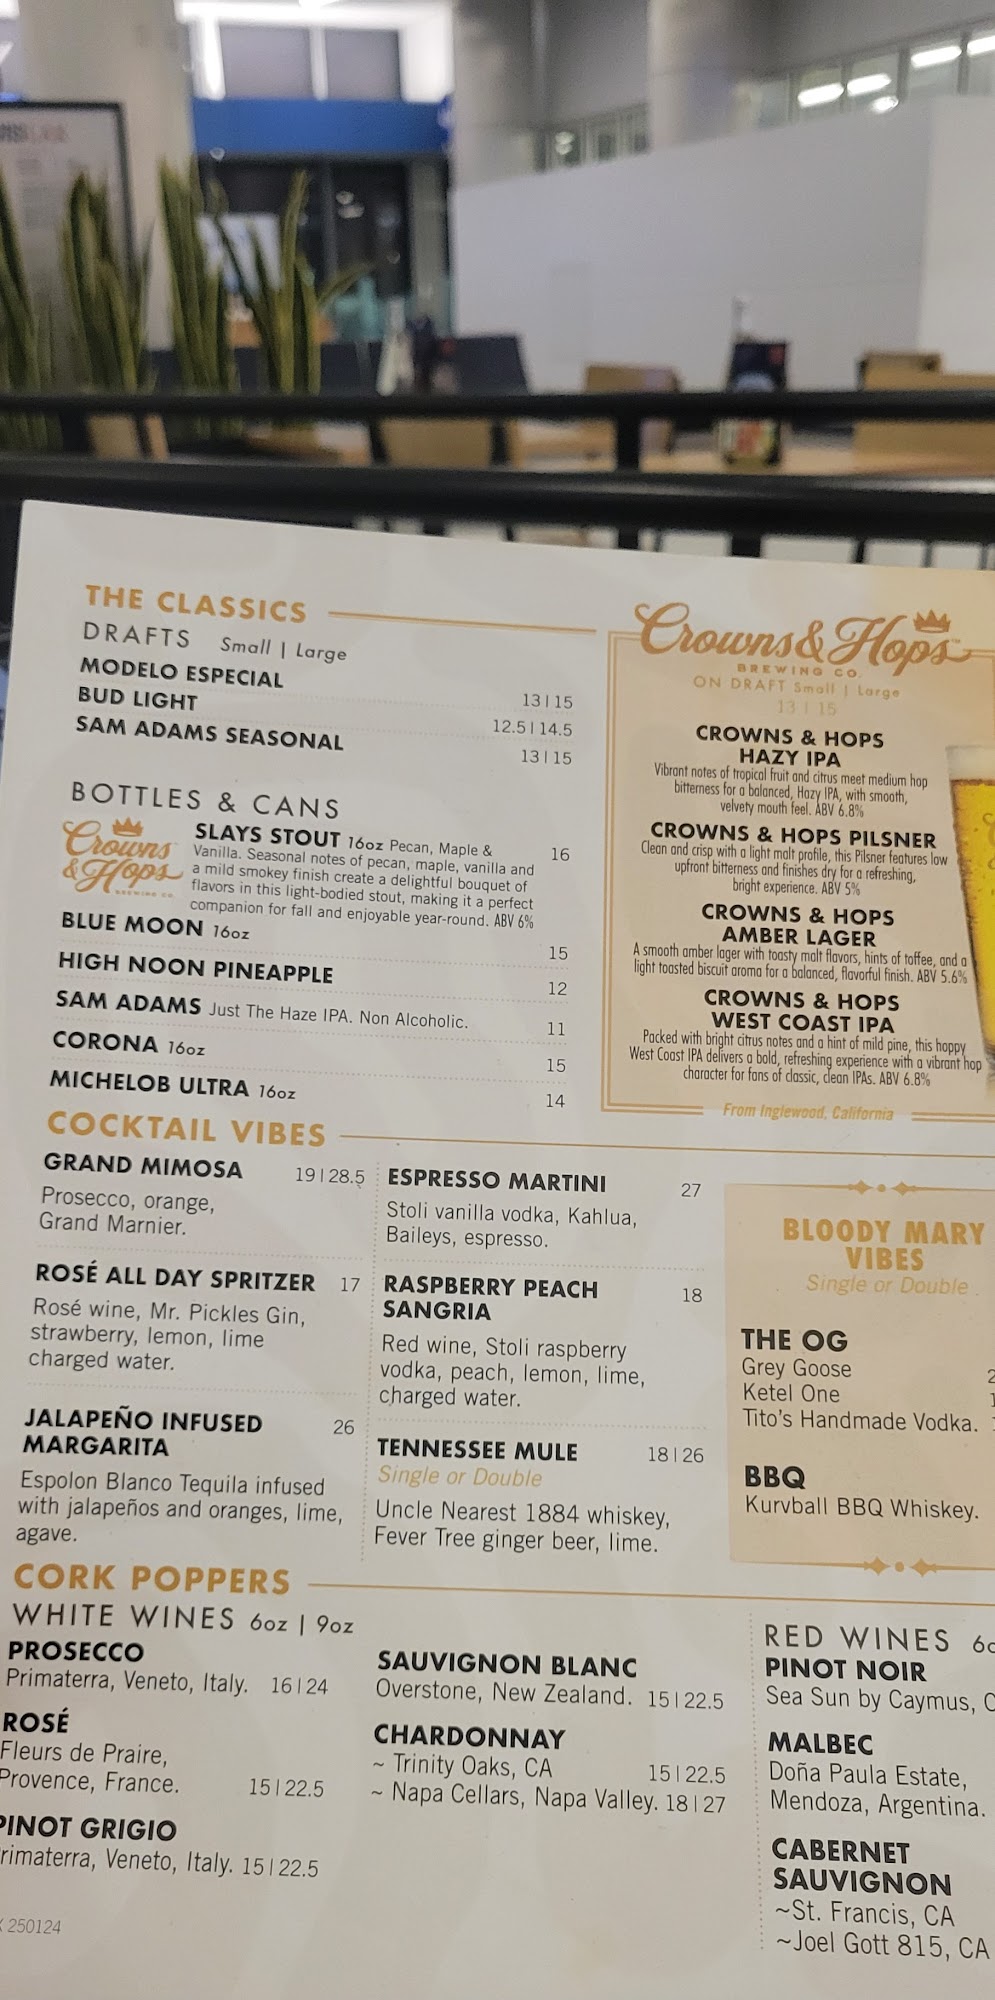 THE CLASSICS
DRAFTS Small | Large
MODELO ESPECIAL 13 | 15
BUD LIGHT 12.5 | 14.5
SAM ADAMS SEASONAL 13 | 15
BOTTLES & CANS
Crowns & Hops
BREWING CO.
SLAYS STOUT 16oz Pecan, Maple & 16
Vanilla. Seasonal notes of pecan, maple, vanilla and
a mild smokey finish create a delightful bouquet of
flavors in this light-bodied stout, making it a perfect
companion for fall and enjoyable year-round. ABV 6%
BLUE MOON 16oz 15
HIGH NOON PINEAPPLE 12
SAM ADAMS Just The Haze IPA. Non Alcoholic. 11
CORONA 16oz 15
MICHELOB ULTRA 16oz 14
Crowns & Hops™
BREWING CO.
ON DRAFT Small | Large
13 | 15
CROWNS & HOPS
HAZY IPA
Vibrant notes of tropical fruit and citrus meet medium hop
bitterness for a balanced, Hazy IPA, with smooth,
velvety mouth feel. ABV 6.8%
CROWNS & HOPS PILSNER
Clean and crisp with a light malt profile, this Pilsner features low
upfront bitterness and finishes dry for a refreshing,
bright experience. ABV 5%
CROWNS & HOPS
AMBER LAGER
A smooth amber lager with toasty malt flavors, hints of toffee, and a
light toasted biscuit aroma for a balanced, flavorful finish. ABV 5.6%
CROWNS & HOPS
WEST COAST IPA
Packed with bright citrus notes and a hint of mild pine, this hoppy
West Coast IPA delivers a bold, refreshing experience with a vibrant hop
character for fans of classic, clean IPAs. ABV 6.8%
From Inglewood, California
COCKTAIL VIBES
GRAND MIMOSA 19 | 28.5
Prosecco, orange,
Grand Marnier.
ROSÉ ALL DAY SPRITZER 17
Rosé wine, Mr. Pickles Gin,
strawberry, lemon, lime
charged water.
JALAPEÑO INFUSED 26
MARGARITA
Espolon Blanco Tequila infused
with jalapeños and oranges, lime,
agave.
ESPRESSO MARTINI 27
Stoli vanilla vodka, Kahlua,
Baileys, espresso.
RASPBERRY PEACH 18
SANGRIA
Red wine, Stoli raspberry
vodka, peach, lemon, lime,
charged water.
TENNESSEE MULE 18 | 26
Single or Double
Uncle Nearest 1884 whiskey,
Fever Tree ginger beer, lime.
BLOODY MARY
VIBES
Single or Double
THE OG
Grey Goose
Ketel One
Tito's Handmade Vodka.
BBQ
Kurvball BBQ Whiskey.
CORK POPPERS
WHITE WINES 6oz | 9oz
PROSECCO
Primaterra, Veneto, Italy. 16 | 24
ROSÉ
Fleurs de Praire,
Provence, France. 15 | 22.5
PINOT GRIGIO
Primaterra, Veneto, Italy. 15 | 22.5
SAUVIGNON BLANC
Overstone, New Zealand. 15 | 22.5
CHARDONNAY
~ Trinity Oaks, CA 15 | 22.5
~ Napa Cellars, Napa Valley. 18 | 27
RED WINES
PINOT NOIR
Sea Sun by Caymus,
MALBEC
Doña Paula Estate,
Mendoza, Argentina.
CABERNET
SAUVIGNON
~St. Francis, CA
~Joel Gott 815, CA
250124